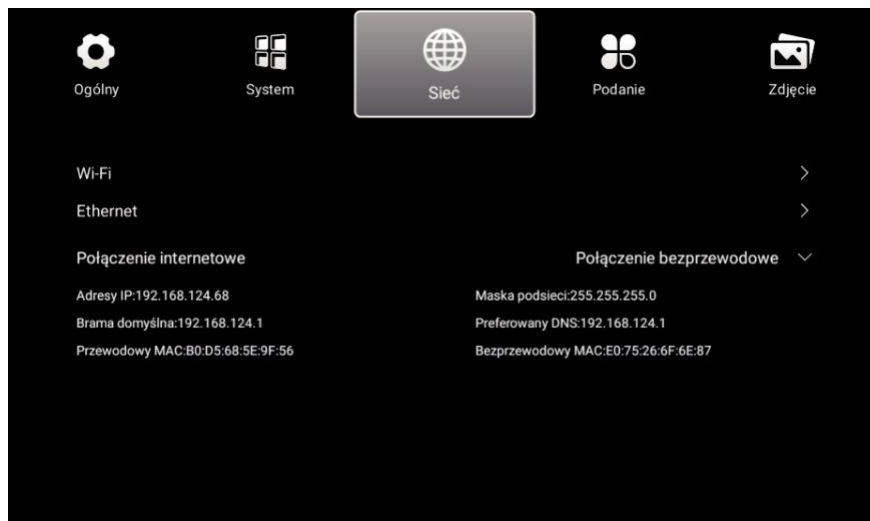 Ogólny System Sieć Podanie Zdjęcie
Wi-Fi
Ethernet
Połączenie internetowe Połączenie bezprzewodowe
Adresy IP:192.168.124.68 Maska podsieci:255.255.255.0
Brama domyślna:192.168.124.1 Preferowany DNS:192.168.124.1
Przewodowy MAC:B0:D5:68:5E:9F:56 Bezprzewodowy MAC:E0:75:26:6F:6E:87